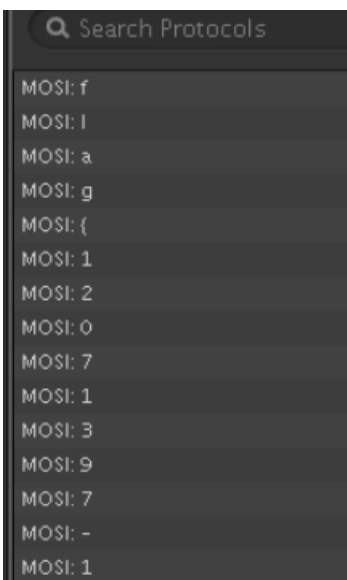 Search Protocols
MOSI: f
MOSI: l
MOSI: a
MOSI: g
MOSI: {
MOSI: 1
MOSI: 2
MOSI: 0
MOSI: 7
MOSI: 1
MOSI: 3
MOSI: 9
MOSI: 7
MOSI: -
MOSI: 1